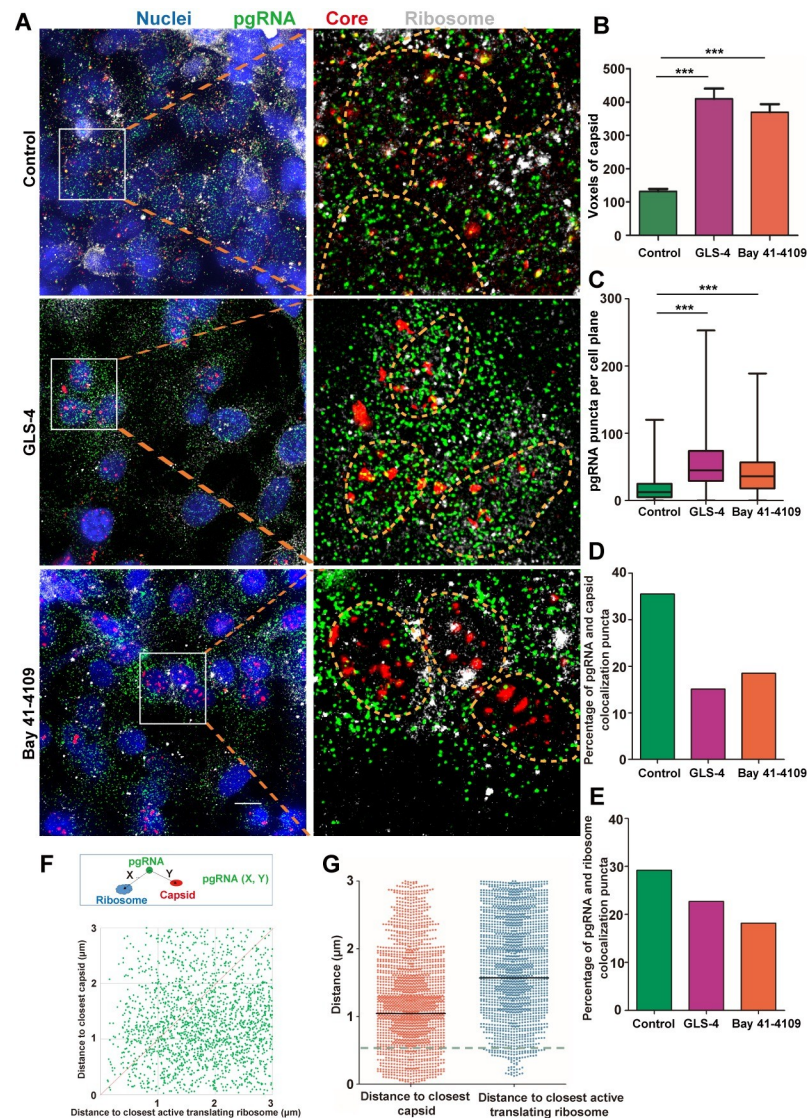 A
Nuclei pgRNA Core Ribosome
Control
GLS-4
Bay 41-4109
B
***
***
Voxels of capsid
500
400
300
200
100
0
Control GLS-4 Bay 41-4109
C
***
***
pgRNA puncta per cell plane
300
200
100
0
Control GLS-4 Bay 41-4109
D
Percentage of pgRNA and capsid
colocalization puncta
40
30
20
10
0
Control GLS-4 Bay 41-4109
E
Percentage of pgRNA and ribosome
colocalization puncta
40
30
20
10
0
Control GLS-4 Bay 41-4109
F
pgRNA
X Y pgRNA (X, Y)
Ribosome Capsid
Distance to closest
capsid (μm)
3
2
1
0
1 2 3
Distance to closest active translating ribosome (μm)
G
Distance (μm)
3
2
1
0
Distance to closest
capsid
Distance to closest active
translating ribosome